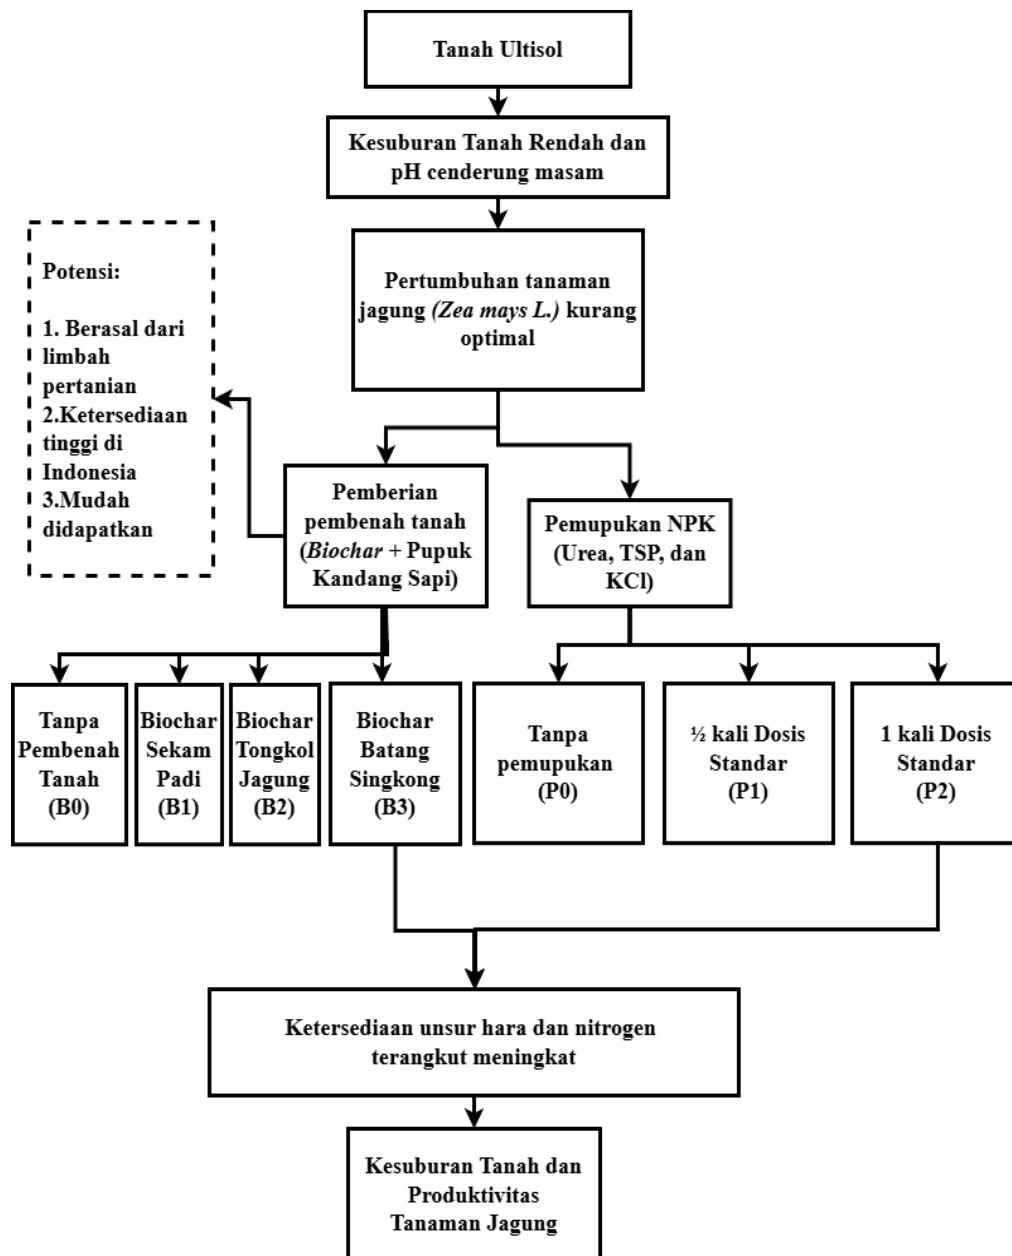 Tanah Ultisol
Kesuburan Tanah Rendah dan
pH cenderung masam
Pertumbuhan tanaman
jagung (Zea mays L.) kurang
optimal
Potensi:
1. Berasal dari
limbah
pertanian
2.Ketersediaan
tinggi di
Indonesia
3.Mudah
didapatkan
Pemberian
pembenah tanah
(Biochar + Pupuk
Kandang Sapi)
Pemupukan NPK
(Urea, TSP, dan
KCl)
Tanpa
Pembenah
Tanah
(B0)
Biochar
Sekam
Padi
(B1)
Biochar
Tongkol
Jagung
(B2)
Biochar
Batang
Singkong
(B3)
Tanpa
pemupukan
(P0)
½ kali Dosis
Standar
(P1)
1 kali Dosis
Standar
(P2)
Ketersediaan unsur hara dan nitrogen
terangkut meningkat
Kesuburan Tanah dan
Produktivitas
Tanaman Jagung